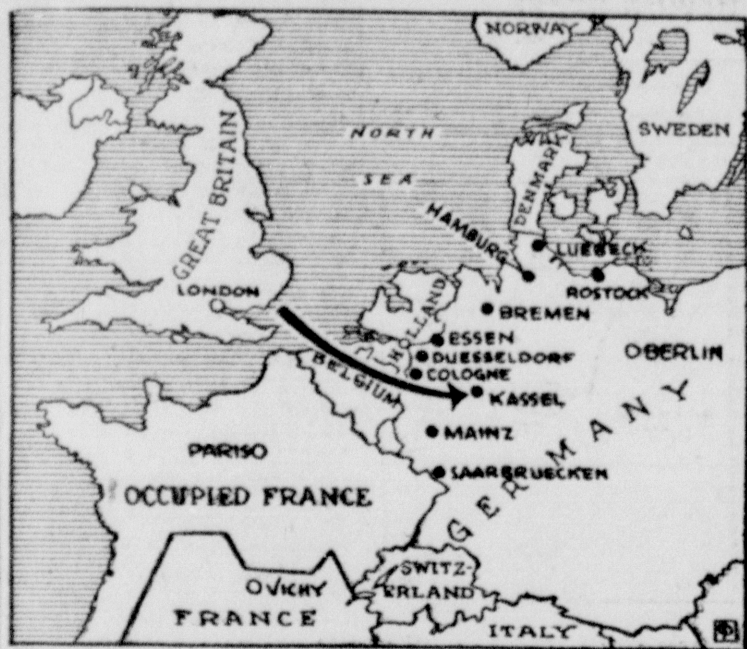 NORWAY
SWEDEN
NORTH
SEA
DENMARK
GREAT BRITAIN
HAMBURG
LUEBECK
LONDON
ROSTOCK
HOLLAND
BREMEN
ESSEN
DUESSELDORF
COLOGNE
BELGIUM
OBERLIN
KASSEL
GERMANY
MAINZ
PARISO
SAARBRUECKEN
OCCUPIED FRANCE
SWITZ-
ERLAND
OVICHY
FRANCE
ITALY